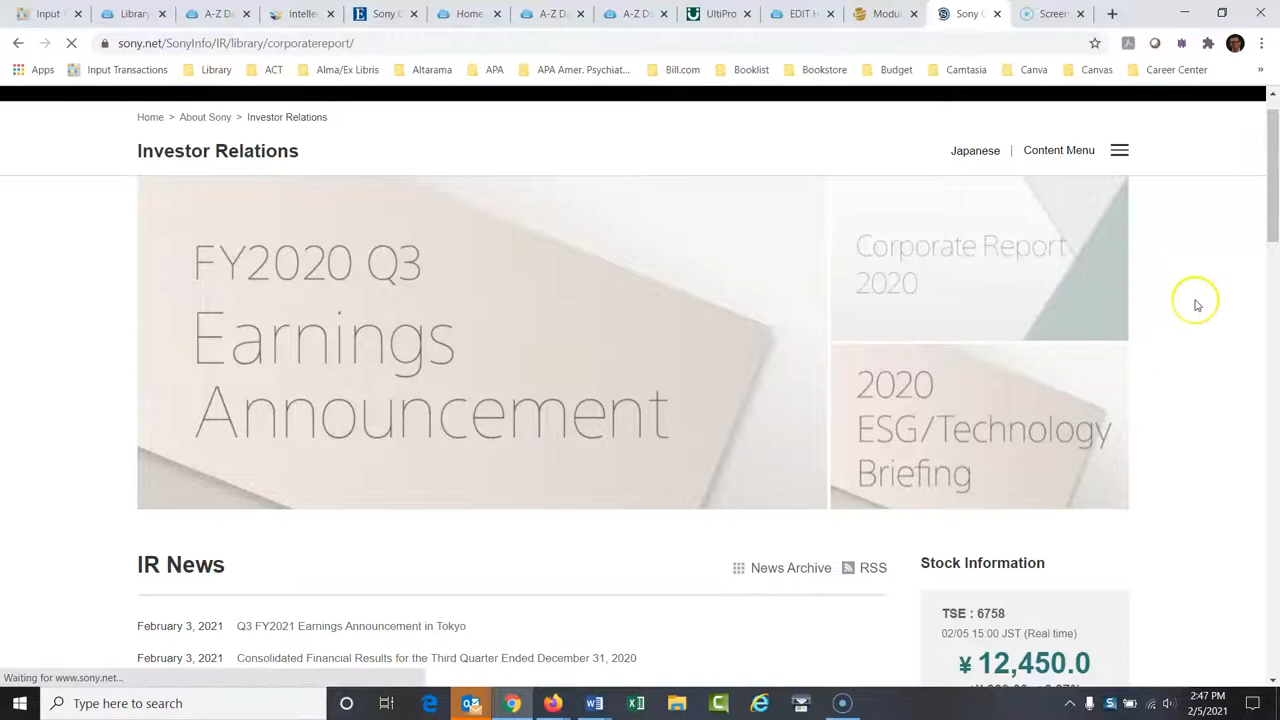 Input T
Library
A-Z Da
Intellec
Sony C
Home
A-Z Da
A-Z Da
UltiPro
EDIT H
Modul
Sony C
Screen
sony.net/SonyInfo/IR/library/corporatereport/
Apps Input Transactions Library ACT Alma/Ex Libris Altarama APA APA Amer. Psychiat... Bill.com Booklist Bookstore Budget Camtasia Canva Canvas Career Center »
Home > About Sony > Investor Relations
Investor Relations
Japanese | Content Menu
FY2020 Q3
Earnings
Announcement
Corporate Report
2020
2020
ESG/Technology
Briefing
IR News
News Archive RSS
February 3, 2021 Q3 FY2021 Earnings Announcement in Tokyo
February 3, 2021 Consolidated Financial Results for the Third Quarter Ended December 31, 2020
Stock Information
TSE : 6758
02/05 15:00 JST (Real time)
¥ 12,450.0
Waiting for www.sony.net...
Type here to search
2:47 PM
2/5/2021